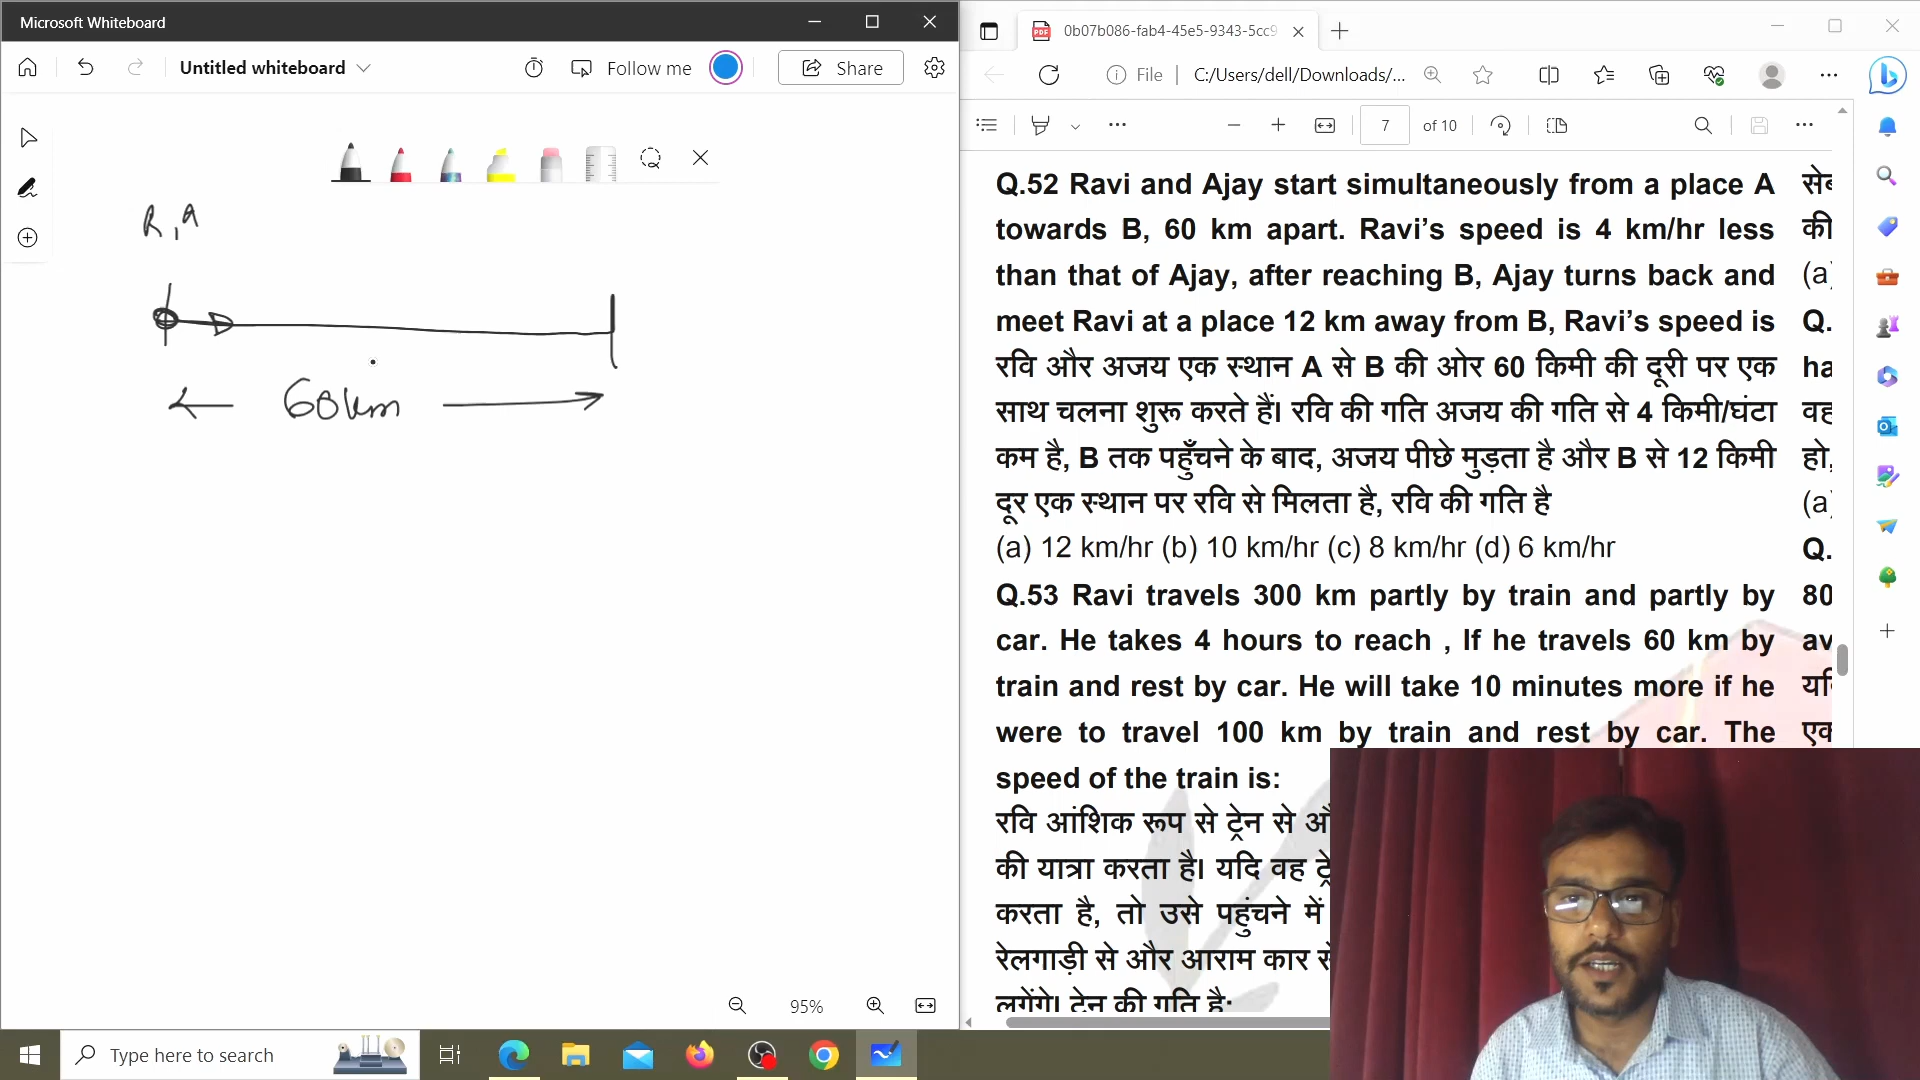 Microsoft Whiteboard
Untitled whiteboard
Follow me
Share
R, A
60km
95%
Type here to search
0b07b086-fab4-45e5-9343-5cc9
File
C:/Users/dell/Downloads/...
7
of 10
Q.52 Ravi and Ajay start simultaneously from a place A
towards B, 60 km apart. Ravi’s speed is 4 km/hr less
than that of Ajay, after reaching B, Ajay turns back and
meet Ravi at a place 12 km away from B, Ravi’s speed is
रवि और अजय एक स्थान A से B की ओर 60 किमी की दूरी पर एक
साथ चलना शुरू करते हैं। रवि की गति अजय की गति से 4 किमी/घंटा
कम है, B तक पहुँचने के बाद, अजय पीछे मुड़ता है और B से 12 किमी
दूर एक स्थान पर रवि से मिलता है, रवि की गति है
(a) 12 km/hr (b) 10 km/hr (c) 8 km/hr (d) 6 km/hr
Q.53 Ravi travels 300 km partly by train and partly by
car. He takes 4 hours to reach , If he travels 60 km by
train and rest by car. He will take 10 minutes more if he
were to travel 100 km by train and rest by car. The
speed of the train is:
रवि आंशिक रूप से ट्रेन से
की यात्रा करता है। यदि वह
करता है, तो उसे पहुंचने में
रेलगाड़ी से और आराम कार
लगेंगे। ट्रेन की गति है:
की
(a)
Q.
ha
वह
हो,
(a)
Q.
80
av
एक